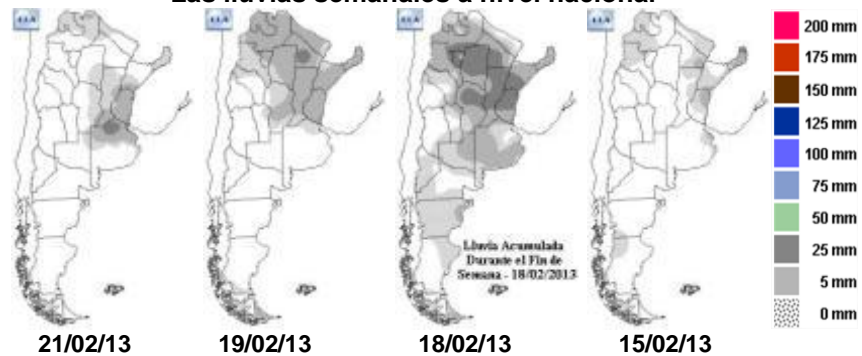 Las lluvias semanales a nivel nacional
200 mm
175 mm
150 mm
125 mm
100 mm
75 mm
50 mm
25 mm
5 mm
0 mm
Lluvia Acumulada
Durante el Fin de
Semana - 18/02/2013
21/02/13 19/02/13 18/02/13 15/02/13